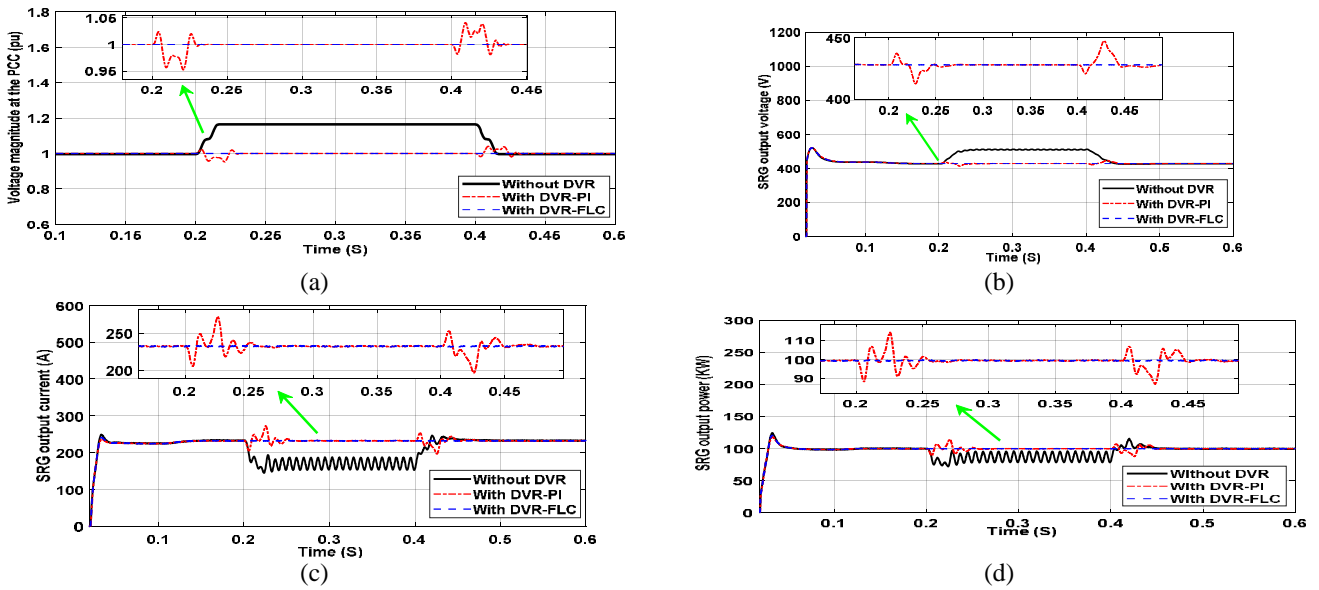 1.8
1.6
1.4
1.2
1
0.8
0.6
Voltage magnitude at the PCC (pu)
1.06
1
0.96
0.2 0.25 0.3 0.35 0.4 0.45
Without DVR
With DVR-PI
With DVR-FLC
0.1 0.15 0.2 0.25 0.3 0.35 0.4 0.45 0.5 0.55 0.6
Time (S)
(a)
1200
1000
800
600
400
200
0
SRG output voltage (V)
450
400
0.2 0.25 0.3 0.35 0.4 0.45
Without DVR
With DVR-PI
With DVR-FLC
0.1 0.2 0.3 0.4 0.5 0.6
Time (S)
(b)
600
500
400
300
200
100
0
SRG output current (A)
250
200
0.2 0.25 0.3 0.35 0.4 0.45
Without DVR
With DVR-PI
With DVR-FLC
0.1 0.2 0.3 0.4 0.5 0.6
Time (S)
(c)
300
250
200
150
100
50
0
SRG output power (KW)
110
100
90
0.2 0.25 0.3 0.35 0.4 0.45
Without DVR
With DVR-PI
With DVR-FLC
0.1 0.2 0.3 0.4 0.5 0.6
Time (S)
(d)